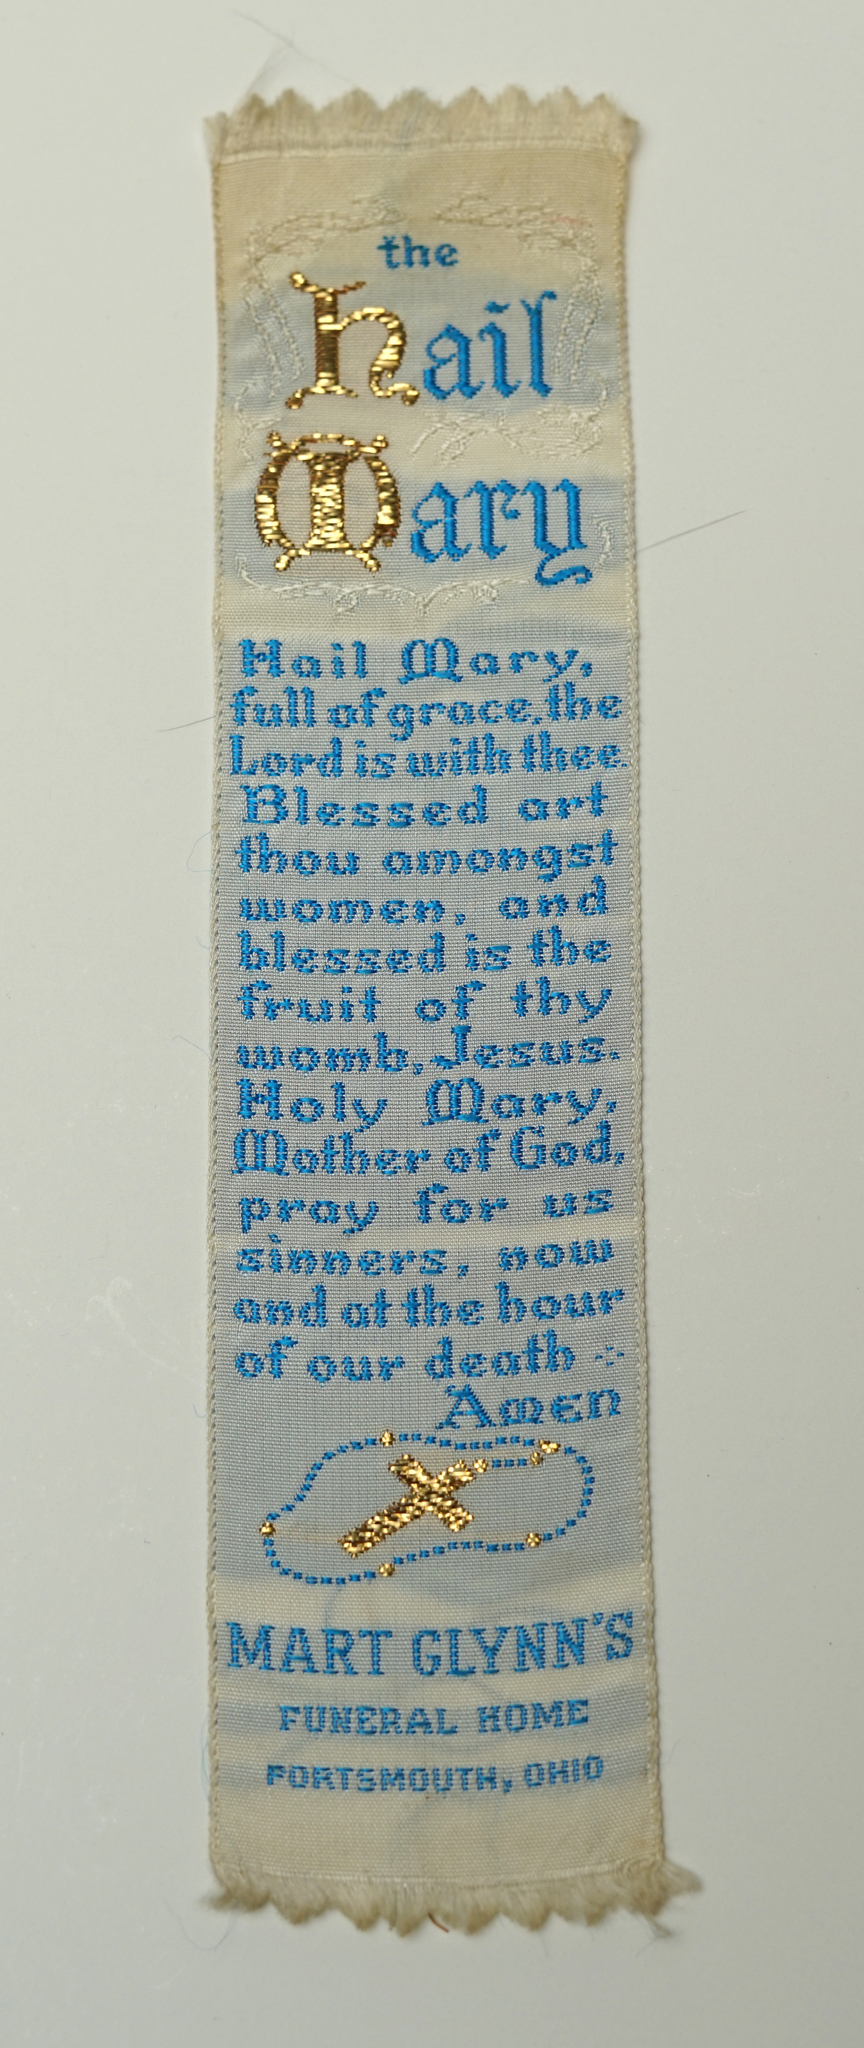 the
Hail
Mary
Hail Mary,
full of grace, the
Lord is with thee.
Blessed art
thou amongst
women, and
blessed is the
fruit of thy
womb, Jesus.
Holy Mary,
Mother of God,
pray for us
sinners, now
and at the hour
of our death
Amen
MART GLYNN'S
FUNERAL HOME
PORTSMOUTH, OHIO